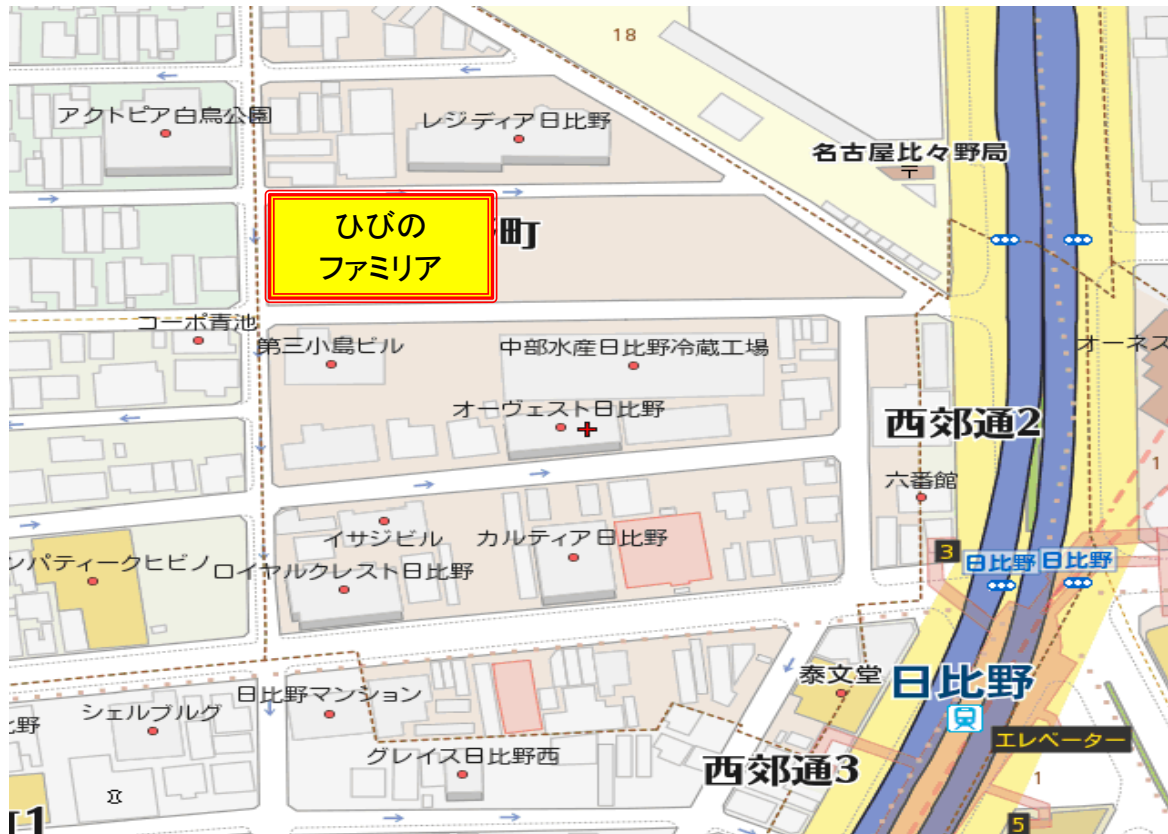 18
アクトピア白鳥公園
レジディア日比野
名古屋比々野局
〒
ひびの
ファミリア
町
コーポ青池
第三小島ビル
中部水産日比野冷蔵工場
オーネス
オーヴェスト日比野
西郊通2
1
六番館
イサジビル
カルティア日比野
3
日比野
日比野
ンパティークヒビノ
ロイヤルクレスト日比野
泰文堂
日比野
日比野マンション
シェルブルグ
比野
エレベーター
グレイス日比野西
西郊通3
1
1
5